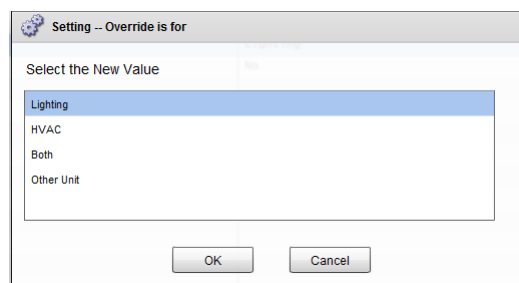 Setting -- Override is for
Select the New Value
Lighting
HVAC
Both
Other Unit
OK
Cancel